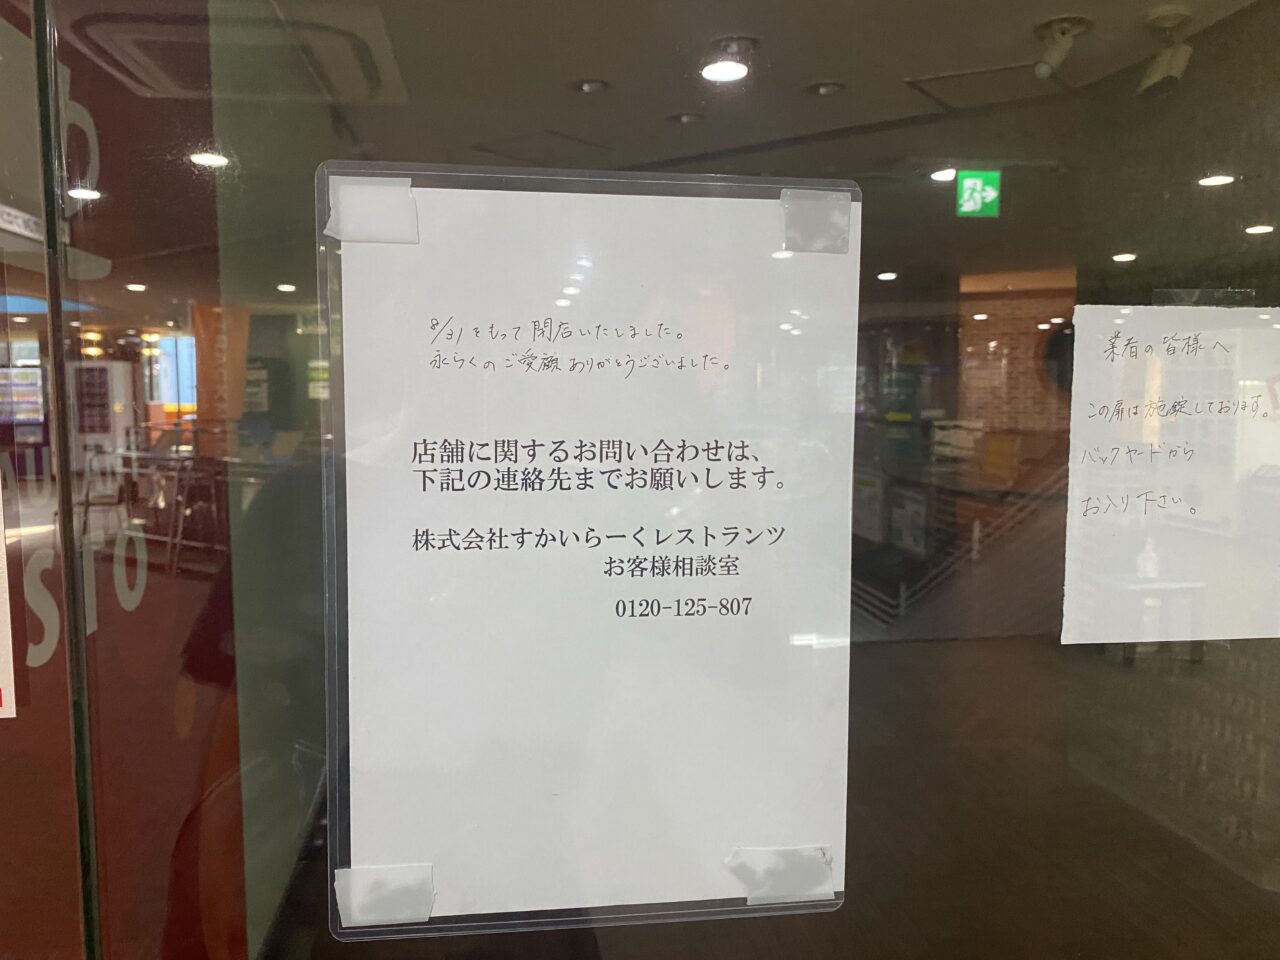 8/31をもって閉店いたしました。
永らくのご愛顧ありがとうございました。
店舗に関するお問い合わせは、
下記の連絡先までお願いします。
株式会社すかいらーくレストランツ
お客様相談室
0120-125-807
業者の皆様へ
この扉は施錠しております。
バックヤードから
お入り下さい。